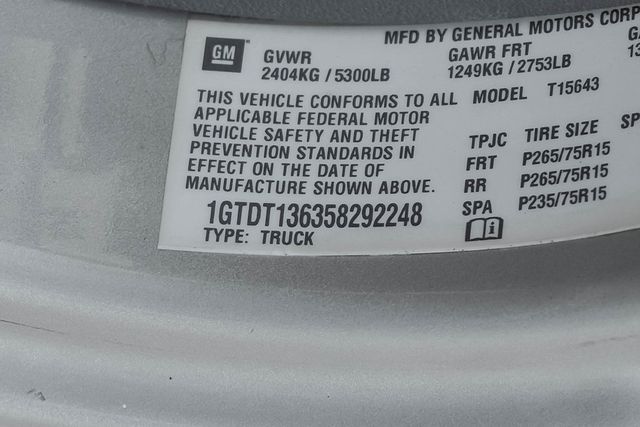 MFD BY GENERAL MOTORS CORP
GM
GVWR
GAWR FRT
2404KG / 5300LB
1249KG / 2753LB
THIS VEHICLE CONFORMS TO ALL
APPLICABLE FEDERAL MOTOR
VEHICLE SAFETY AND THEFT
PREVENTION STANDARDS IN
EFFECT ON THE DATE OF
MANUFACTURE SHOWN ABOVE.
1GTDT136358292248
TYPE: TRUCK
MODEL T15643
TPJC TIRE SIZE SP
FRT P265/75R15
RR P265/75R15
SPA P235/75R15